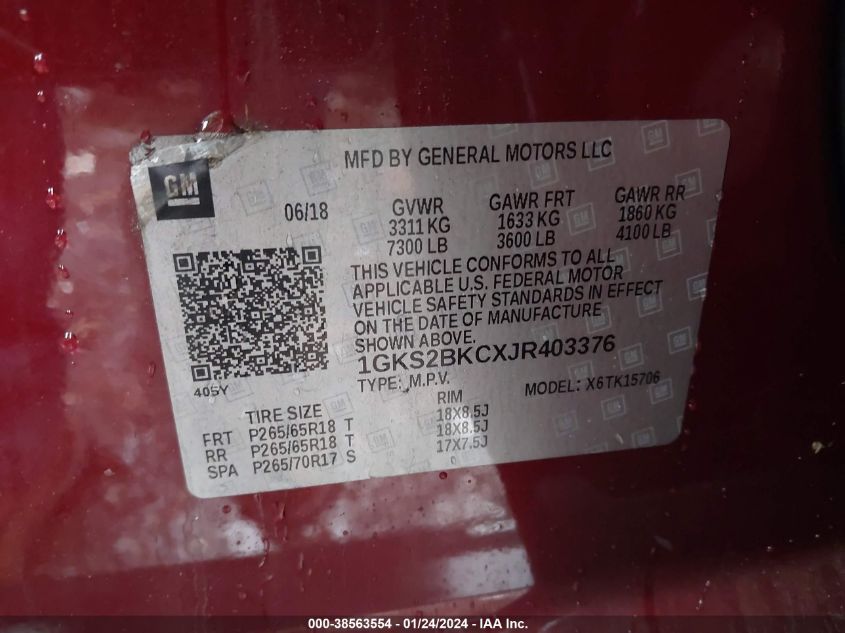 GM
MFD BY GENERAL MOTORS LLC
06/18
GVWR
3311 KG
7300 LB
GAWR FRT
1633 KG
3600 LB
GAWR RR
1860 KG
4100 LB
THIS VEHICLE CONFORMS TO ALL
APPLICABLE U.S. FEDERAL MOTOR
VEHICLE SAFETY STANDARDS IN EFFECT
ON THE DATE OF MANUFACTURE
SHOWN ABOVE.
1GKS2BKCXJR403376
405Y
TYPE: M.P.V.
MODEL: X6TK15706
TIRE SIZE
RIM
FRT P265/65R18 T 18X8.5J
RR P265/65R18 T 18X8.5J
SPA P265/70R17 S 17X7.5J
000-38563554 - 01/24/2024 - IAA Inc.